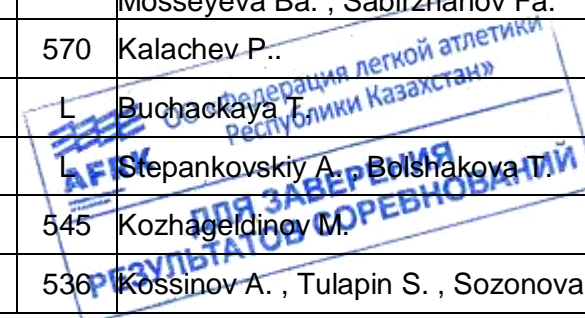 Mosseyeva Ba. , Sabirzhanov Fa.
570 Kalachev P..
L Buchackaya T.
L Stepankovskiy A. , Bolshakova T.
545 Kozhageldinov M.
536 Kossinov A. , Tulapin S. , Sozonova
ОО «Федерация легкой атлетики
Республики Казахстан»
ДЛЯ ЗАВЕРЕНИЯ
РЕЗУЛЬТАТОВ СОРЕВНОВАНИЙ